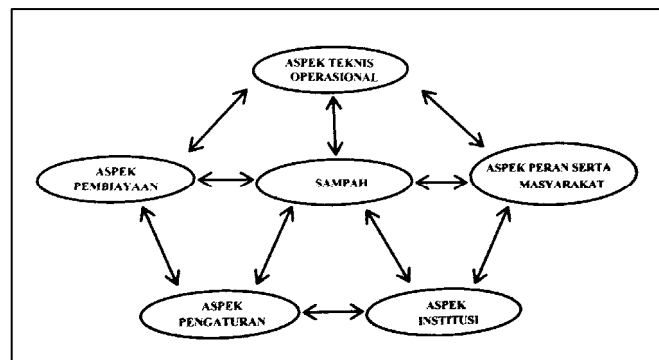 ASPEK TEKNIS
OPERASIONAL
ASPEK
PEMBIAYAAN
SAMPAH
ASPEK PERAN SERTA
MASYARAKAT
ASPEK
PENGATURAN
ASPEK
INSTITUSI